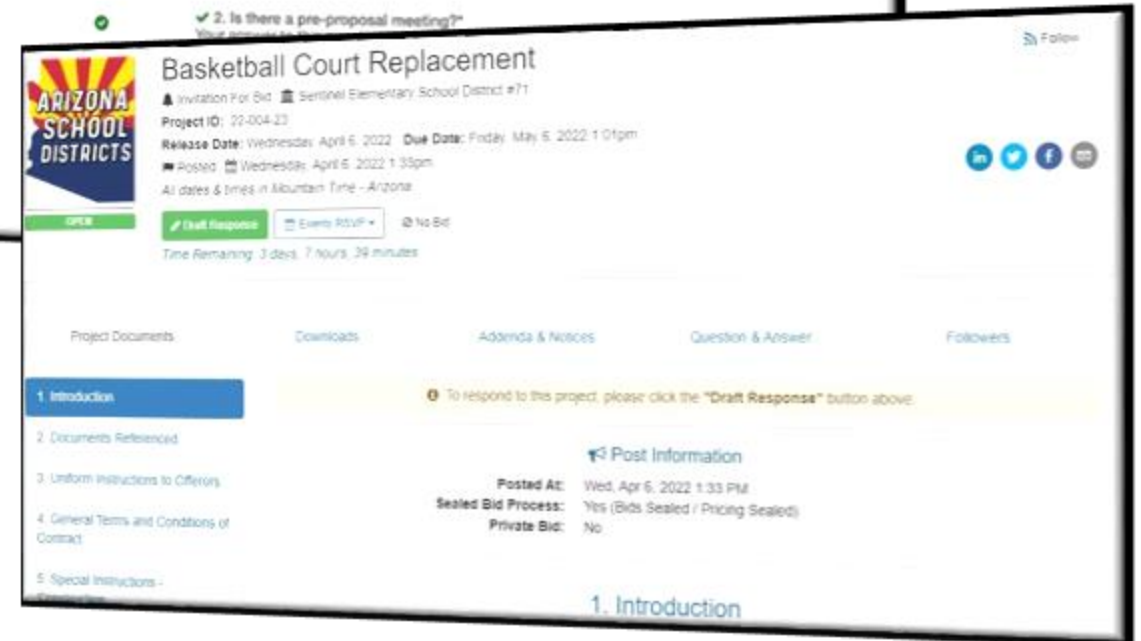 ✔ 2. Is there a pre-proposal meeting?*
Follow
Basketball Court Replacement
ARIZONA
SCHOOL
DISTRICTS
Invitation For Bid Sentinel Elementary School District #71
Project ID: 22-004-23
Release Date: Wednesday, April 6, 2022 Due Date: Friday, May 6, 2022 1:01pm
Posted Wednesday, April 6, 2022 1:33pm
All dates & times in Mountain Time - Arizona
OPEN
Draft Response Events RSVP No Bid
Time Remaining: 3 days, 7 hours, 39 minutes
Project Documents Downloads Addenda & Notices Question & Answer Followers
1. Introduction
To respond to this project, please click the "Draft Response" button above.
2. Documents Referenced
Post Information
3. Uniform Instructions to Offerors
Posted At: Wed, Apr 6, 2022 1:33 PM
Sealed Bid Process: Yes (Bids Sealed / Pricing Sealed)
Private Bid: No
4. General Terms and Conditions of
Contract
5. Special Instructions -
1. Introduction